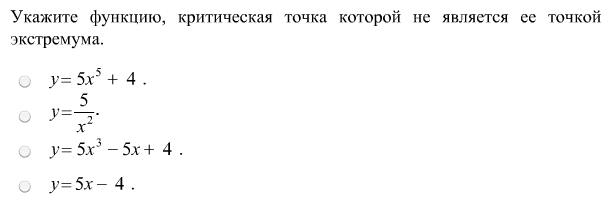 Укажите функцию, критическая точка которой не является ее точкой
экстремума.
y= 5x⁵ + 4 .
y=5/x².
y= 5x³ − 5x + 4 .
y= 5x − 4 .